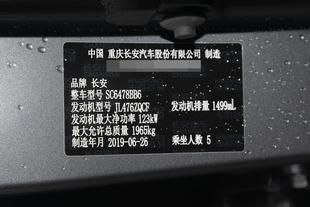 中国 重庆长安汽车股份有限公司 制造
品牌 长安
整车型号 SC6478BB6
发动机型号 JL476ZQCF 发动机排量 1499mL
发动机最大净功率 123kW
最大允许总质量 1965kg
制造年月 2019-06-26 乘坐人数 5